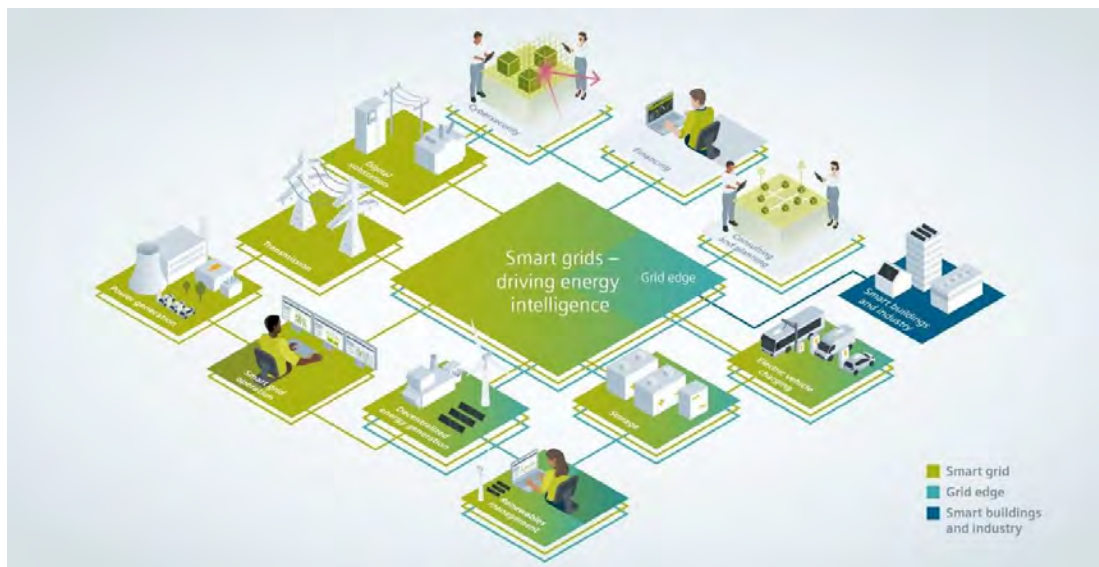 Cybersecurity
Financing
Digital
substation
Consulting
and planning
Transmission
Smart grids –
driving energy
intelligence
Grid edge
Power generation
Smart buildings
and industry
Smart grid
operation
Electric vehicle
charging
Decentralized
energy generation
Storage
Renewables
management
Smart grid
Grid edge
Smart buildings
and industry